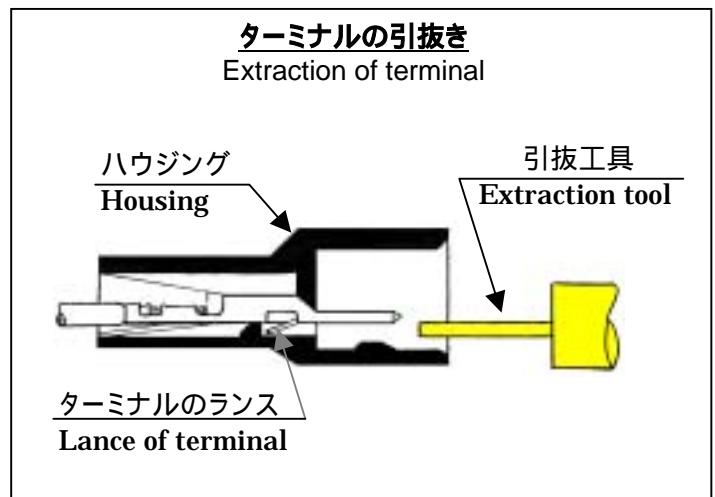 ターミナルの引抜き
Extraction of terminal
ハウジング
Housing
引抜工具
Extraction tool
ターミナルのランス
Lance of terminal